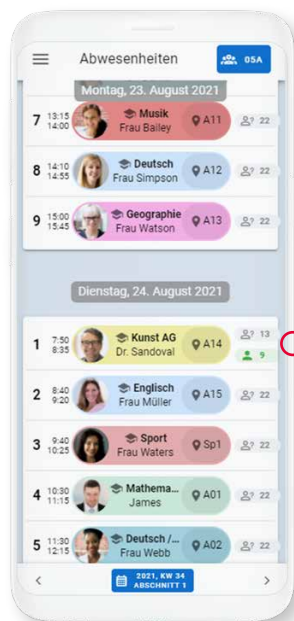 Abwesenheiten
05A
Montag, 23. August 2021
7 13:15 14:00 Musik Frau Bailey A11 22
8 14:10 14:55 Deutsch Frau Simpson A12 22
9 15:00 15:45 Geographie Frau Watson A13 22
Dienstag, 24. August 2021
1 7:50 8:35 Kunst AG Dr. Sandoval A14 13
9
2 8:40 9:20 Englisch Frau Müller A15 22
3 9:40 10:25 Sport Frau Waters Sp1 22
4 10:30 11:15 Mathema... James A01 22
5 11:30 12:15 Deutsch /... Frau Webb A02 22
2021, KW 34
ABSCHNITT 1